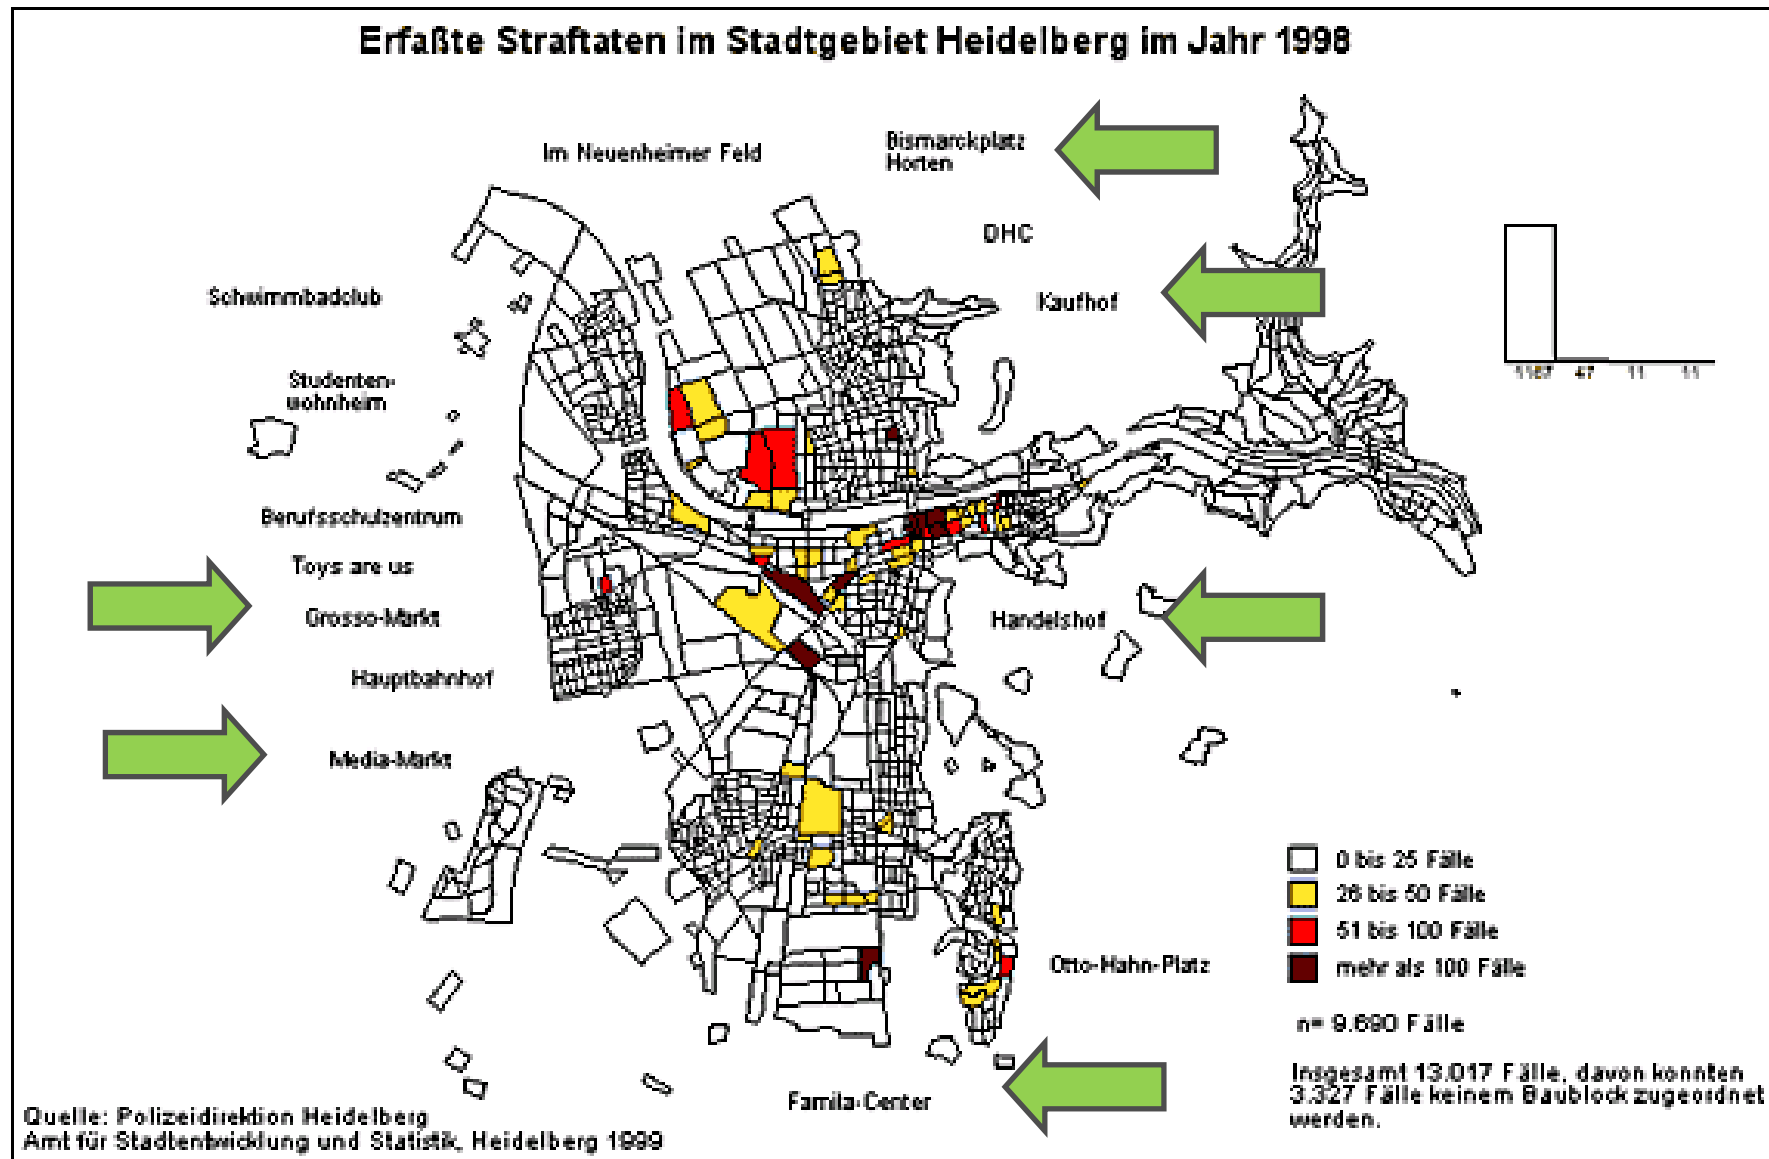 Erfaßte Straftaten im Stadtgebiet Heidelberg im Jahr 1998
Im Neuenheimer Feld
Bismarckplatz
Horten
DHC
Kaufhof
Schwimmbadclub
Studenten-
wohnheim
Berufsschulzentrum
Toys are us
Grosso-Markt
Hauptbahnhof
Media-Markt
Handelshof
1167 47 11 11
0 bis 25 Fälle
26 bis 50 Fälle
51 bis 100 Fälle
mehr als 100 Fälle
Otto-Hahn-Platz
n= 9.690 Fälle
Insgesamt 13.017 Fälle, davon konnten
3.327 Fälle keinem Baublock zugeordnet
werden.
Famila-Center
Quelle: Polizeidirektion Heidelberg
Amt für Stadtentwicklung und Statistik, Heidelberg 1999